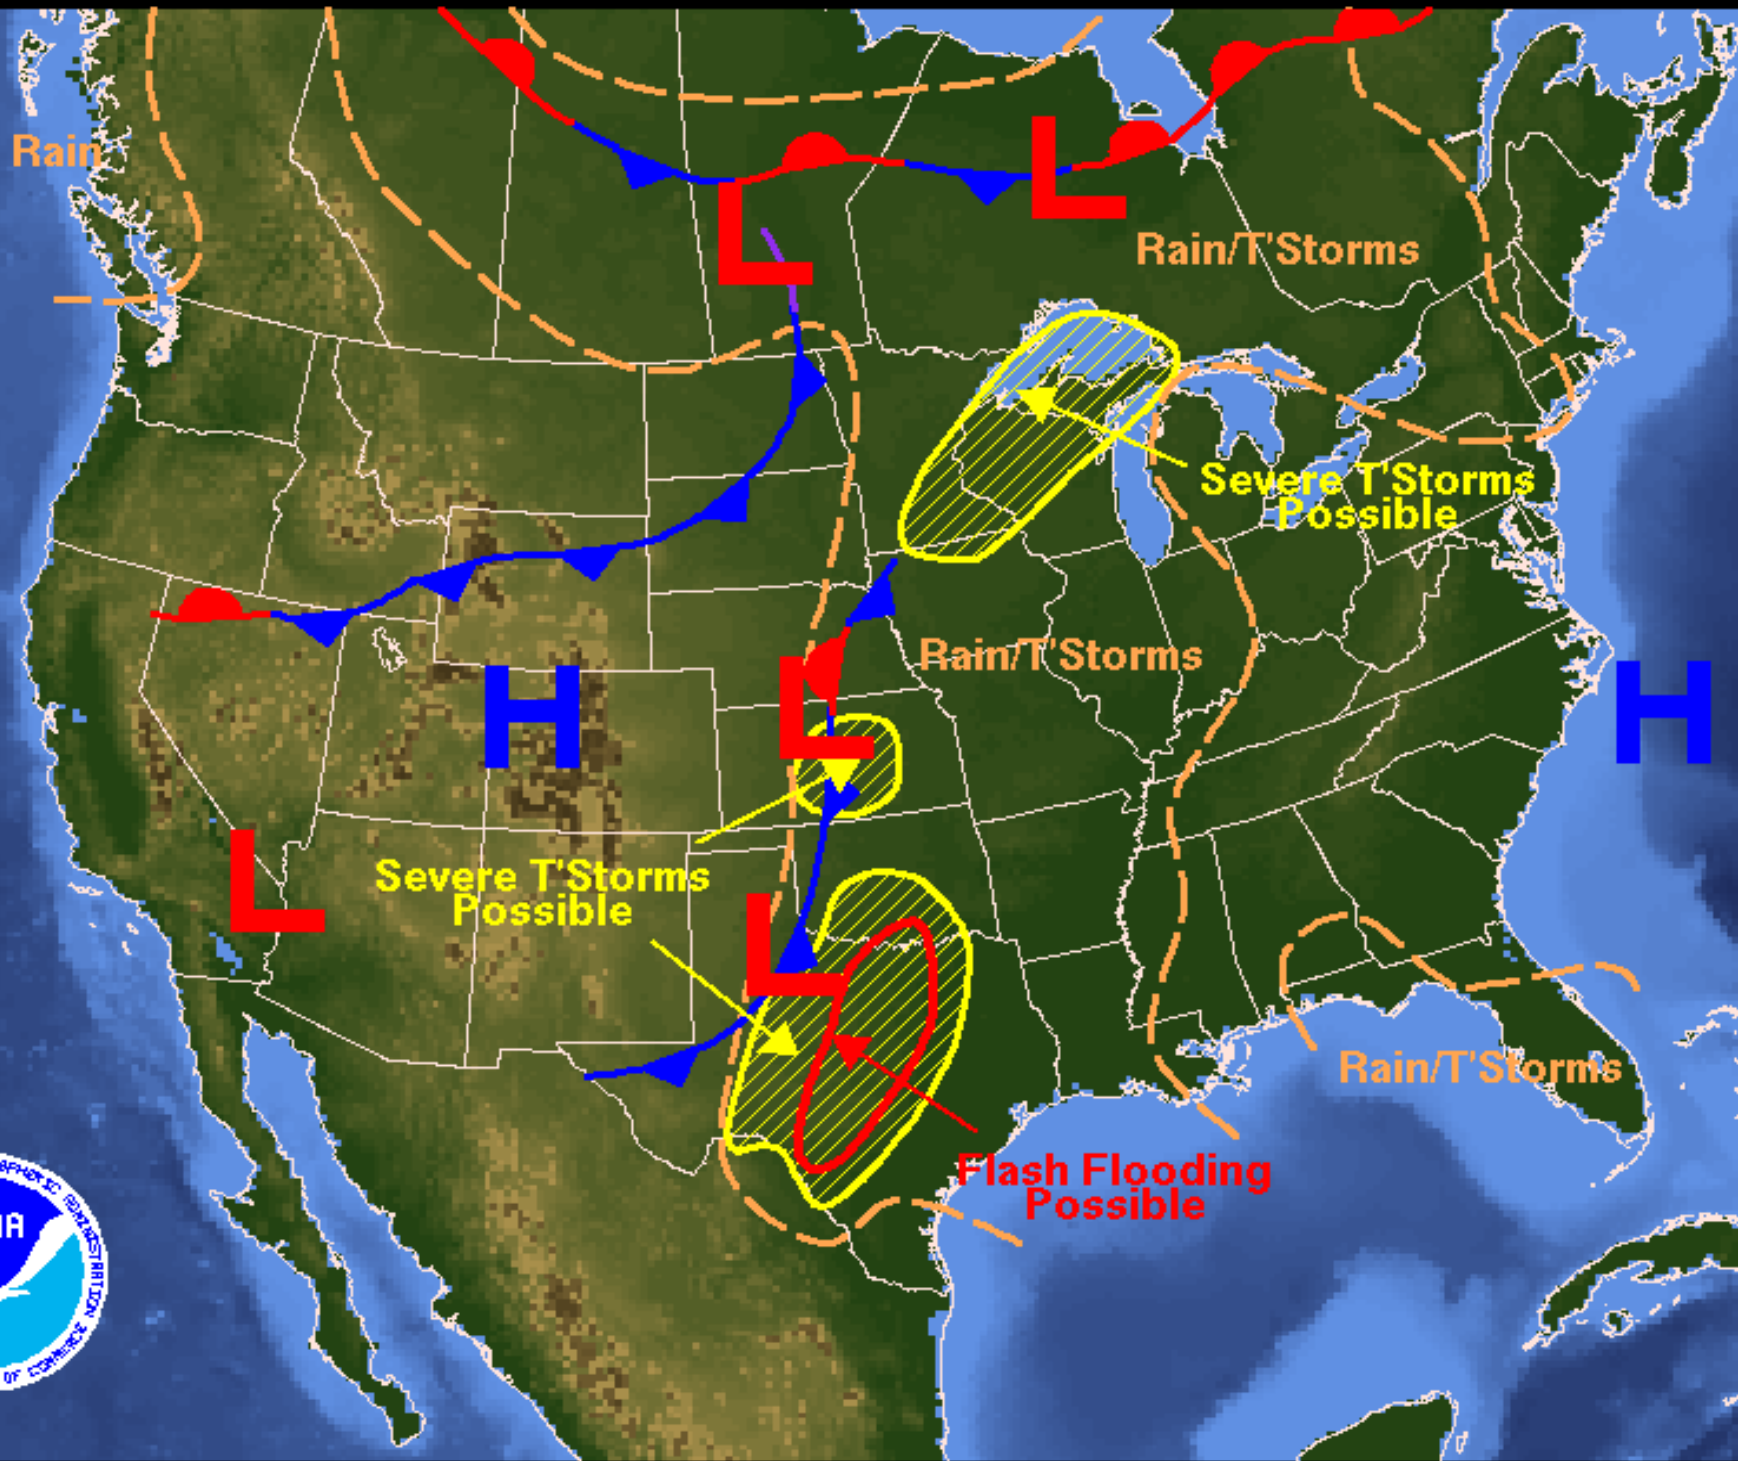 Rain
L
L
Rain/T'Storms
Severe T'Storms
Possible
Rain/T'Storms
L
H
H
L
Severe T'Storms
Possible
L
Rain/T'Storms
Flash Flooding
Possible